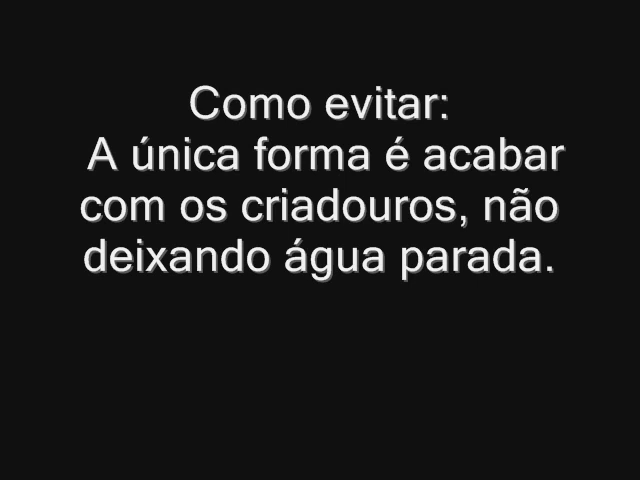 Como evitar:
A única forma é acabar
com os criadouros, não
deixando água parada.